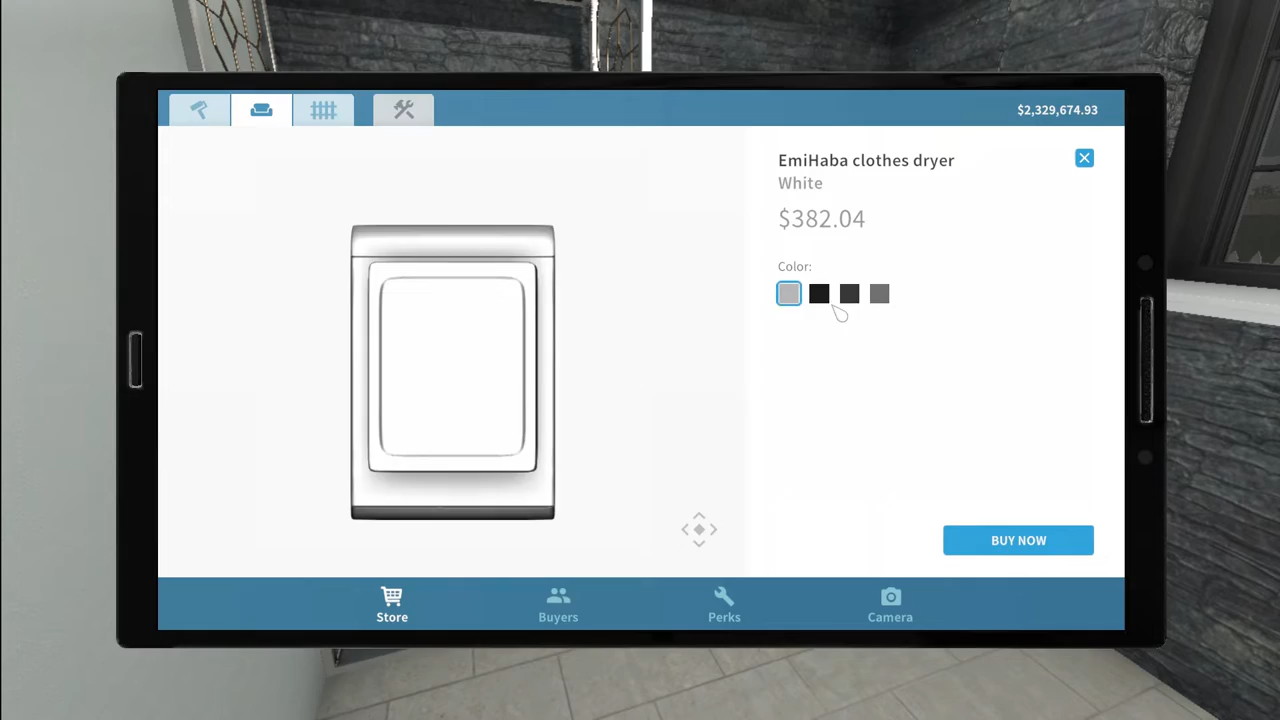 $2,329,674.93
EmiHaba clothes dryer
White
$382.04
Color:
BUY NOW
Store
Buyers
Perks
Camera